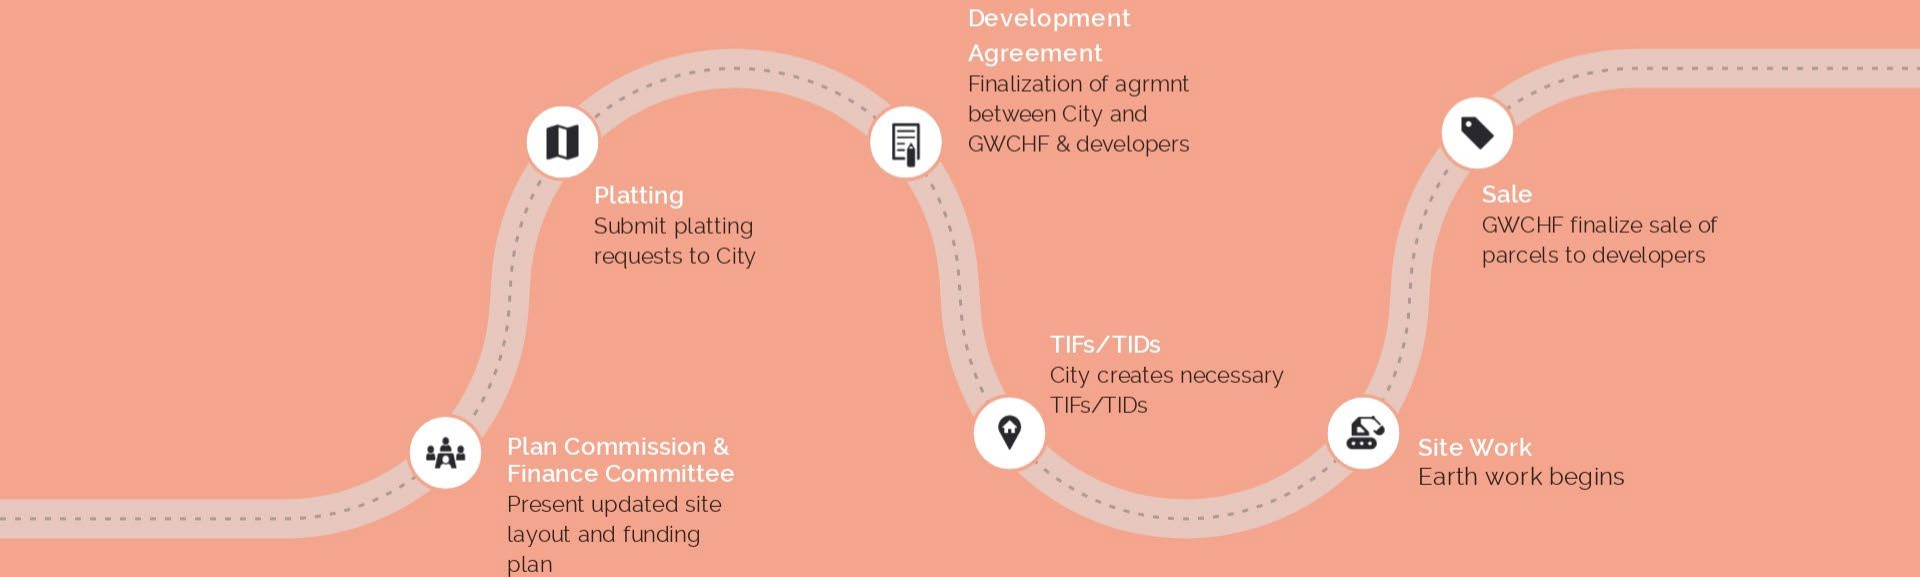 Plan Commission &
Finance Committee
Present updated site
layout and funding
plan
Platting
Submit platting
requests to City
Development
Agreement
Finalization of agrmnt
between City and
GWCHF & developers
TIFs/TIDs
City creates necessary
TIFs/TIDs
Site Work
Earth work begins
Sale
GWCHF finalize sale of
parcels to developers